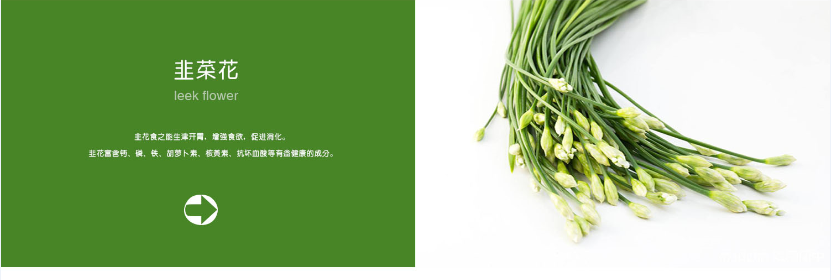 韭菜花
leek flower
韭花食之能生津开胃，增强食欲，促进消化。
韭花富含钙、磷、铁、胡萝卜素、核黄素、抗坏血酸等有益健康的成分。